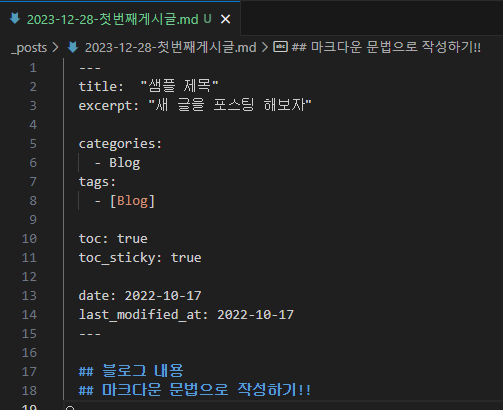 2023-12-28-첫번째게시글.md U ×
_posts > 2023-12-28-첫번째게시글.md > ## 마크다운 문법으로 작성하기!!
1 ---
2 title:  "샘플 제목"
3 excerpt: "새 글을 포스팅 해보자"
4
5 categories:
6   - Blog
7 tags:
8   - [Blog]
9
10 toc: true
11 toc_sticky: true
12
13 date: 2022-10-17
14 last_modified_at: 2022-10-17
15 ---
16
17 ## 블로그 내용
18 ## 마크다운 문법으로 작성하기!!
19